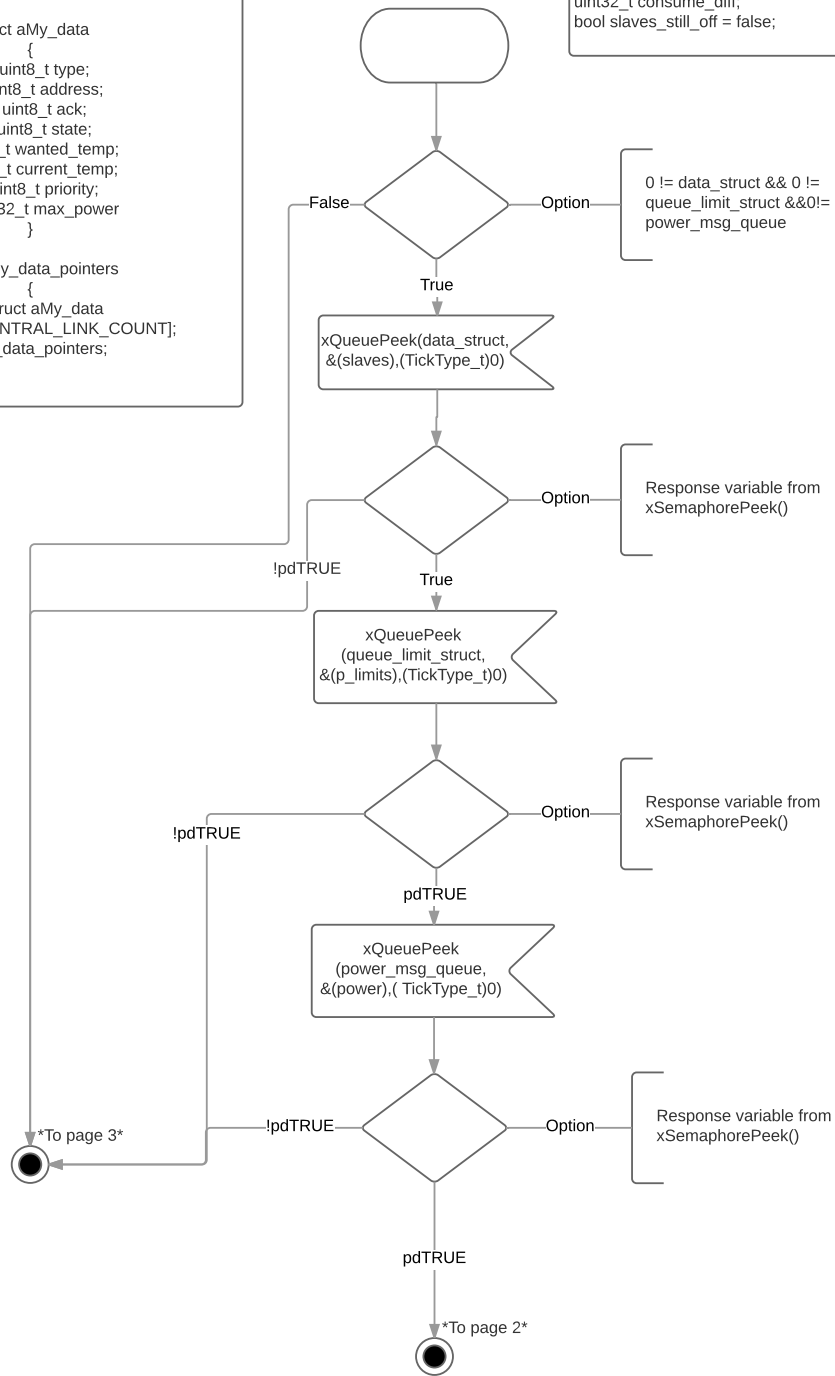 uint32_t consume_diff;
bool slaves_still_off = false;
ct aMy_data
{
uint8_t type;
nt8_t address;
uint8_t ack;
uint8_t state;
_t wanted_temp;
_t current_temp;
int8_t priority;
32_t max_power
}
y_data_pointers
{
ruct aMy_data
NTRAL_LINK_COUNT];
_data_pointers;
False
Option
0 != data_struct && 0 !=
queue_limit_struct &&0!=
power_msg_queue
True
xQueuePeek(data_struct,
&(slaves),(TickType_t)0)
Option
Response variable from
xSemaphorePeek()
!pdTRUE
True
xQueuePeek
(queue_limit_struct,
&(p_limits),(TickType_t)0)
Option
Response variable from
xSemaphorePeek()
!pdTRUE
pdTRUE
xQueuePeek
(power_msg_queue,
&(power),( TickType_t)0)
!pdTRUE
Option
Response variable from
xSemaphorePeek()
*To page 3*
pdTRUE
*To page 2*